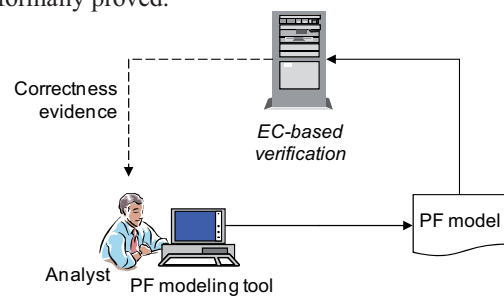 formally proved.
Correctness
evidence
EC-based
verification
PF model
Analyst
PF modeling tool